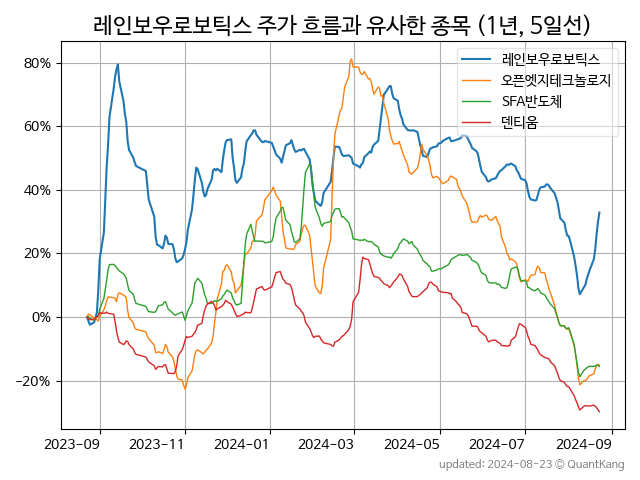 레인보우로보틱스 주가 흐름과 유사한 종목 (1년, 5일선)
레인보우로보틱스
오픈엣지테크놀로지
SFA반도체
덴티움
80%
60%
40%
20%
0%
−20%
2023-09
2023-11
2024-01
2024-03
2024-05
2024-07
2024-09
updated: 2024-08-23 © QuantKang